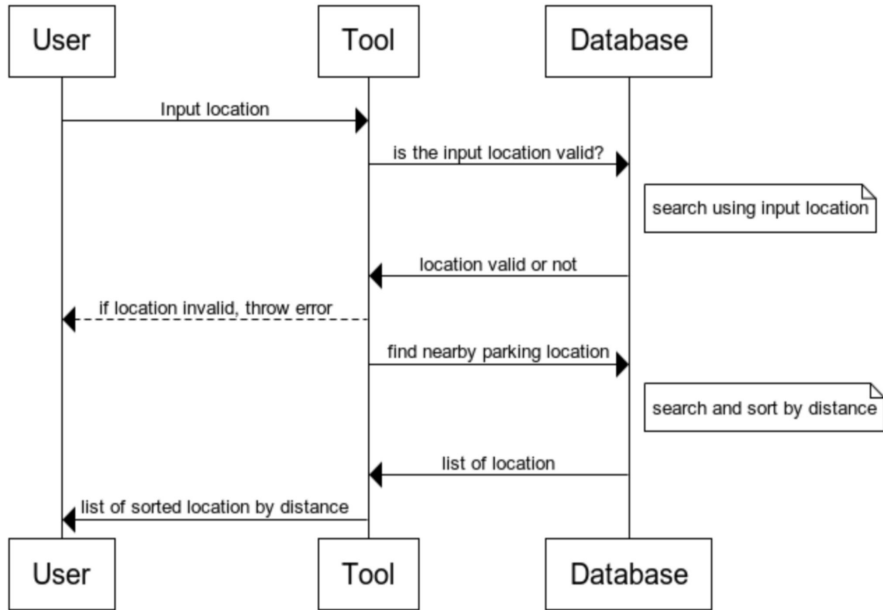 User
Tool
Database
Input location
is the input location valid?
search using input location
location valid or not
if location invalid, throw error
find nearby parking location
search and sort by distance
list of location
list of sorted location by distance
User
Tool
Database